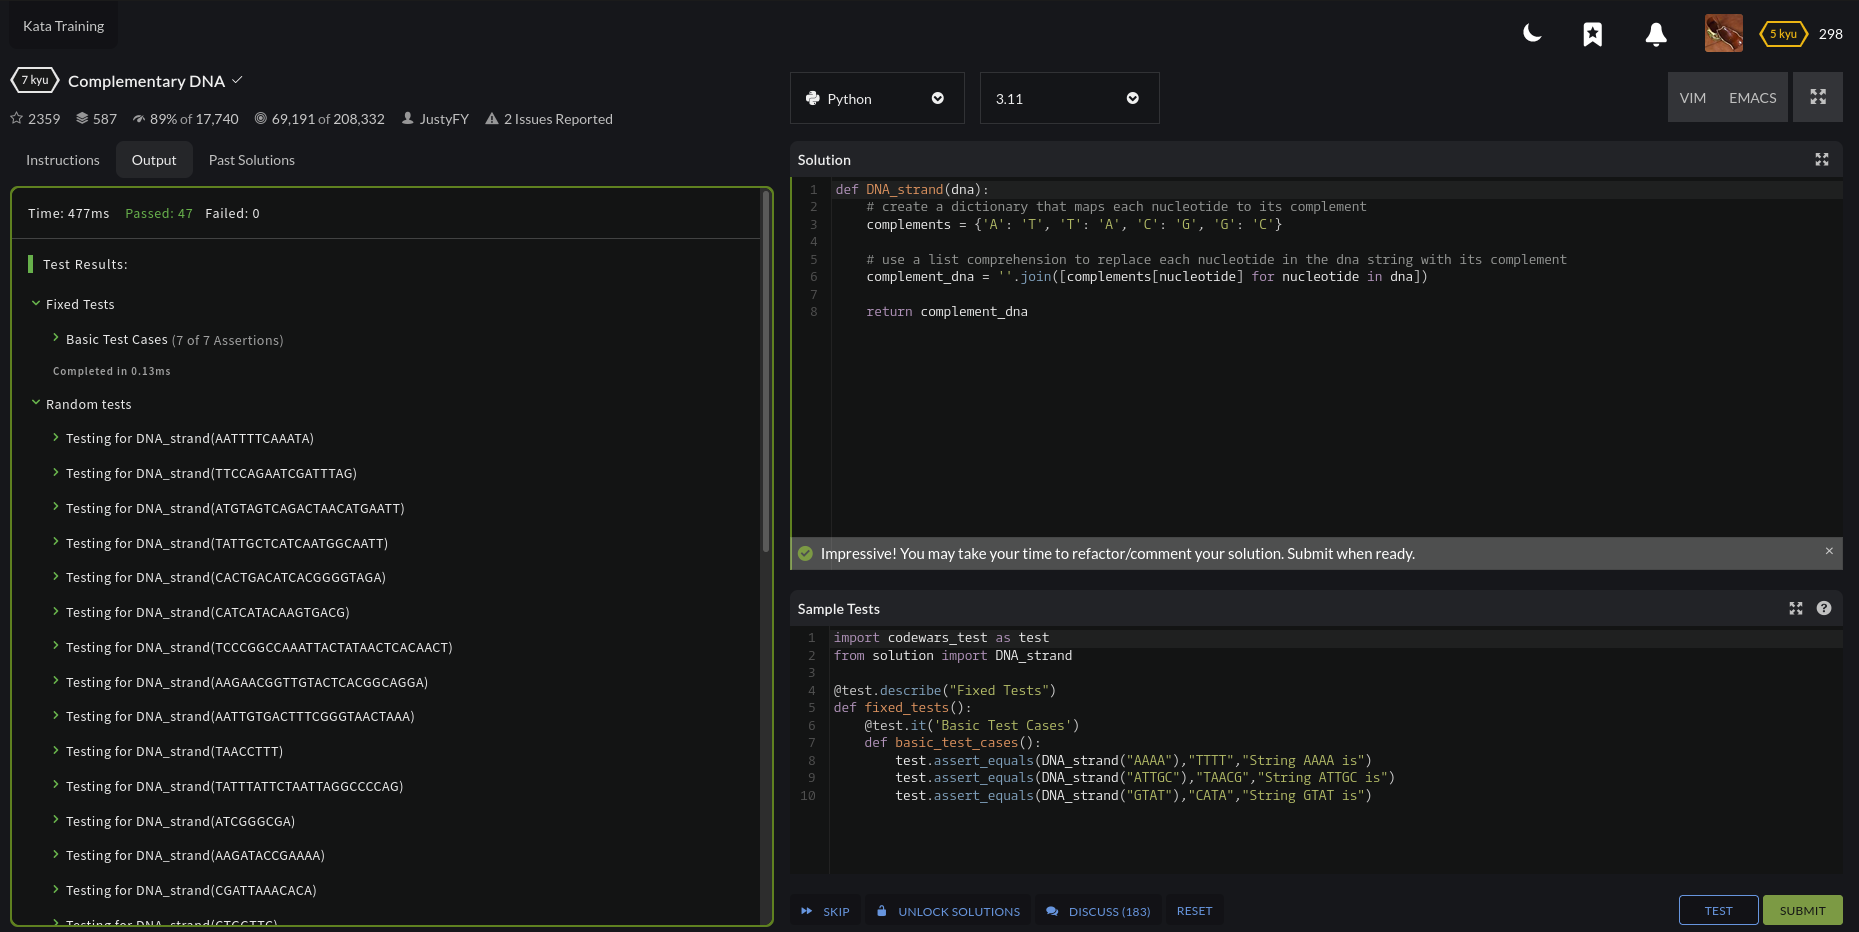 Kata Training
5 kyu 298
7 kyu Complementary DNA
2359 587 89% of 17,740 69,191 of 208,332 JustyFY 2 Issues Reported
Instructions Output Past Solutions
Time: 477ms Passed: 47 Failed: 0
Test Results:
Fixed Tests
Basic Test Cases (7 of 7 Assertions)
Completed in 0.13ms
Random tests
Testing for DNA_strand(AATTTTCAAATA)
Testing for DNA_strand(TTCCAGAATCGATTTAG)
Testing for DNA_strand(ATGTAGTCAGACTAACATGAATT)
Testing for DNA_strand(TATTGCTCATCAATGGCAATT)
Testing for DNA_strand(CACTGACATCACGGGGTAGA)
Testing for DNA_strand(CATCATACAAGTGACG)
Testing for DNA_strand(TCCCGGCCAAATTACTATAACTCACAACT)
Testing for DNA_strand(AAGAACGGTTGTACTCACGGCAGGA)
Testing for DNA_strand(AATTGTGACTTTCGGGTAACTAAA)
Testing for DNA_strand(TAACCTTT)
Testing for DNA_strand(TATTTATTCTAATTAGGCCCCAG)
Testing for DNA_strand(ATCGGGCGA)
Testing for DNA_strand(AAGATACCGAAAA)
Testing for DNA_strand(CGATTAAACACA)
Python 3.11 VIM EMACS
Solution
1 def DNA_strand(dna):
2 # create a dictionary that maps each nucleotide to its complement
3 complements = {'A': 'T', 'T': 'A', 'C': 'G', 'G': 'C'}
4
5 # use a list comprehension to replace each nucleotide in the dna string with its complement
6 complement_dna = ''.join([complements[nucleotide] for nucleotide in dna])
7
8 return complement_dna
Impressive! You may take your time to refactor/comment your solution. Submit when ready.
Sample Tests
1 import codewars_test as test
2 from solution import DNA_strand
3
4 @test.describe("Fixed Tests")
5 def fixed_tests():
6 @test.it('Basic Test Cases')
7 def basic_test_cases():
8 test.assert_equals(DNA_strand("AAAA"),"TTTT","String AAAA is")
9 test.assert_equals(DNA_strand("ATTGC"),"TAACG","String ATTGC is")
10 test.assert_equals(DNA_strand("GTAT"),"CATA","String GTAT is")
SKIP UNLOCK SOLUTIONS DISCUSS (183) RESET TEST SUBMIT